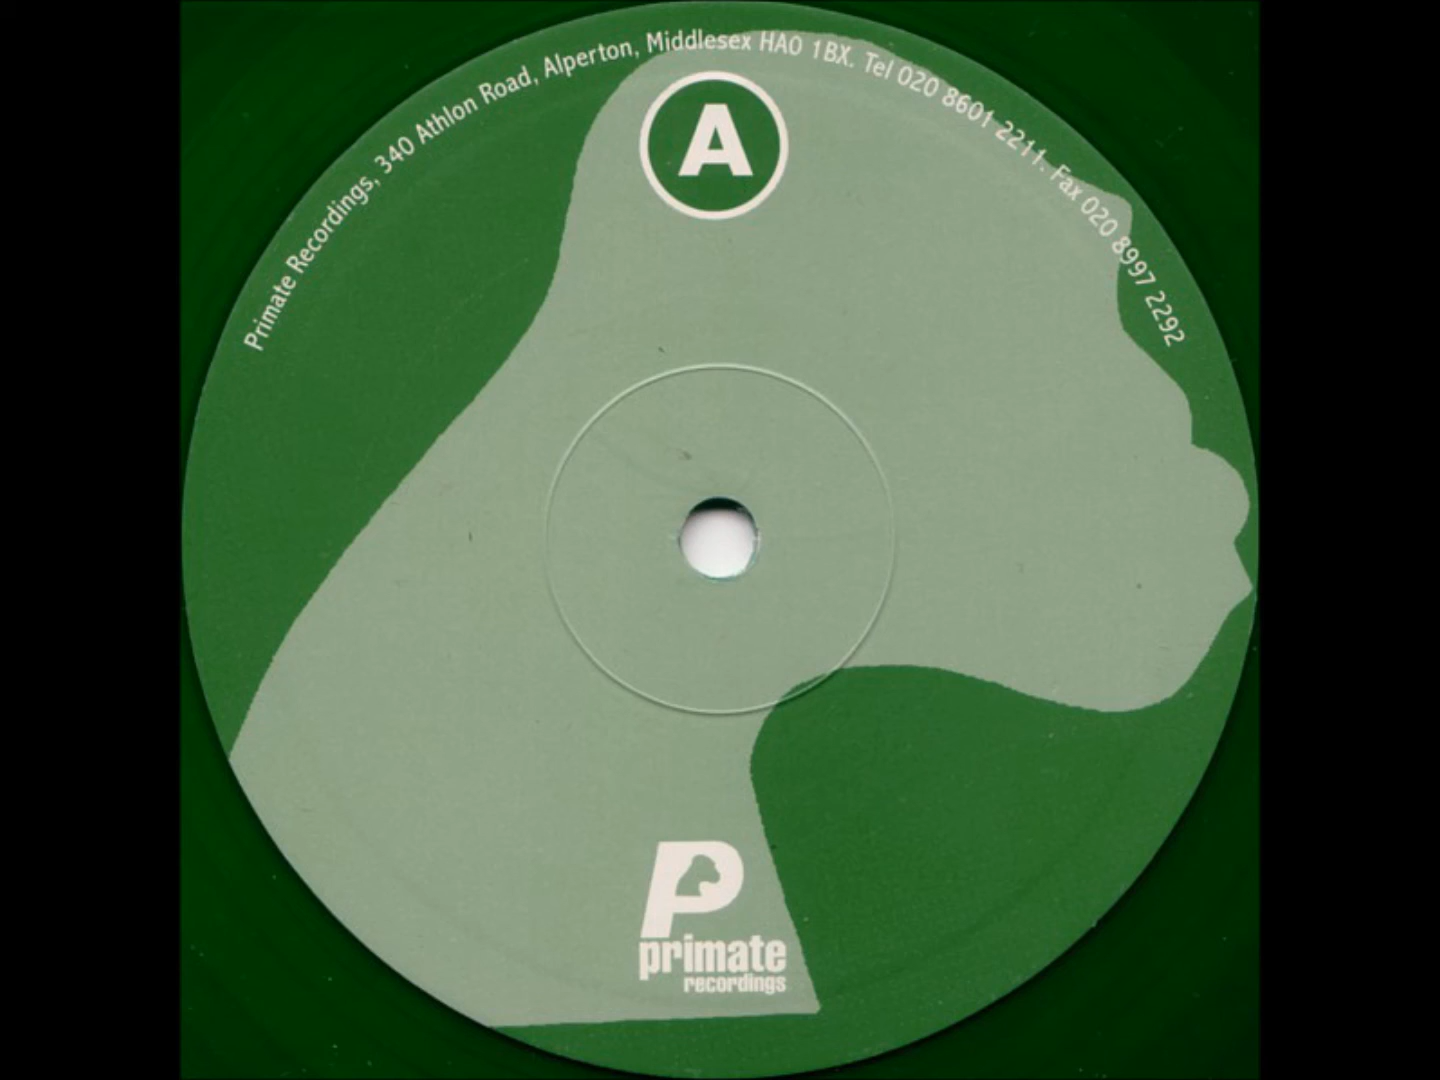 Primate Recordings, 340 Athlon Road, Alperton, Middlesex HA0 1BX. Tel 020 8601 2211. Fax 020 8997 2292
A
P
primate
recordings